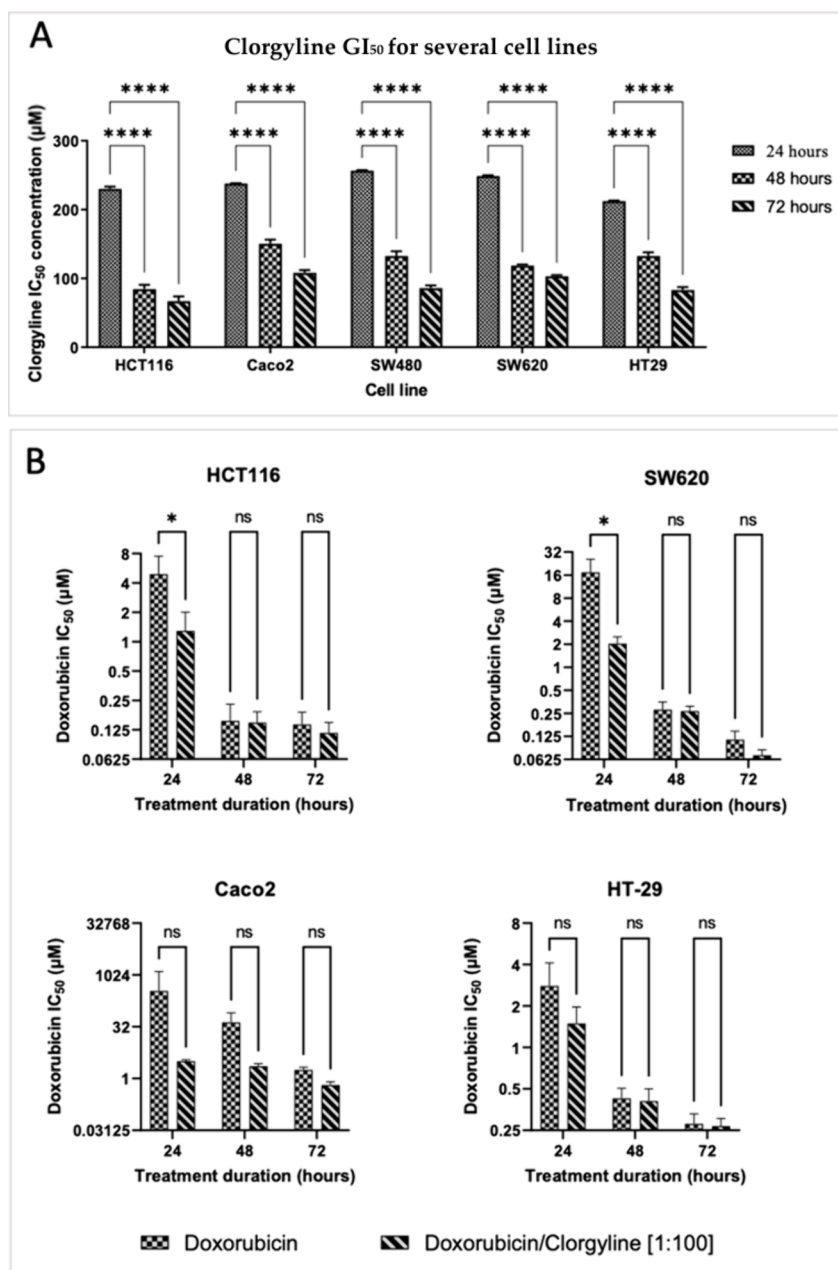 A
Clorgyline GI₅₀ for several cell lines
**** **** **** **** ****
**** **** **** **** ****
Clorgyline IC₅₀ concentration (µM)
300
200
100
0
HCT116 Caco2 SW480 SW620 HT29
Cell line
24 hours
48 hours
72 hours
B
HCT116
* ns ns
Doxorubicin IC₅₀ (µM)
8
4
2
1
0.5
0.25
0.125
0.0625
24 48 72
Treatment duration (hours)
SW620
* ns ns
Doxorubicin IC₅₀ (µM)
32
16
8
4
2
1
0.5
0.25
0.125
0.0625
24 48 72
Treatment duration (hours)
Caco2
ns ns ns
Doxorubicin IC₅₀ (µM)
32768
1024
32
1
0.03125
24 48 72
Treatment duration (hours)
HT-29
ns ns ns
Doxorubicin IC₅₀ (µM)
8
4
2
1
0.5
0.25
24 48 72
Treatment duration (hours)
Doxorubicin
Doxorubicin/Clorgyline [1:100]